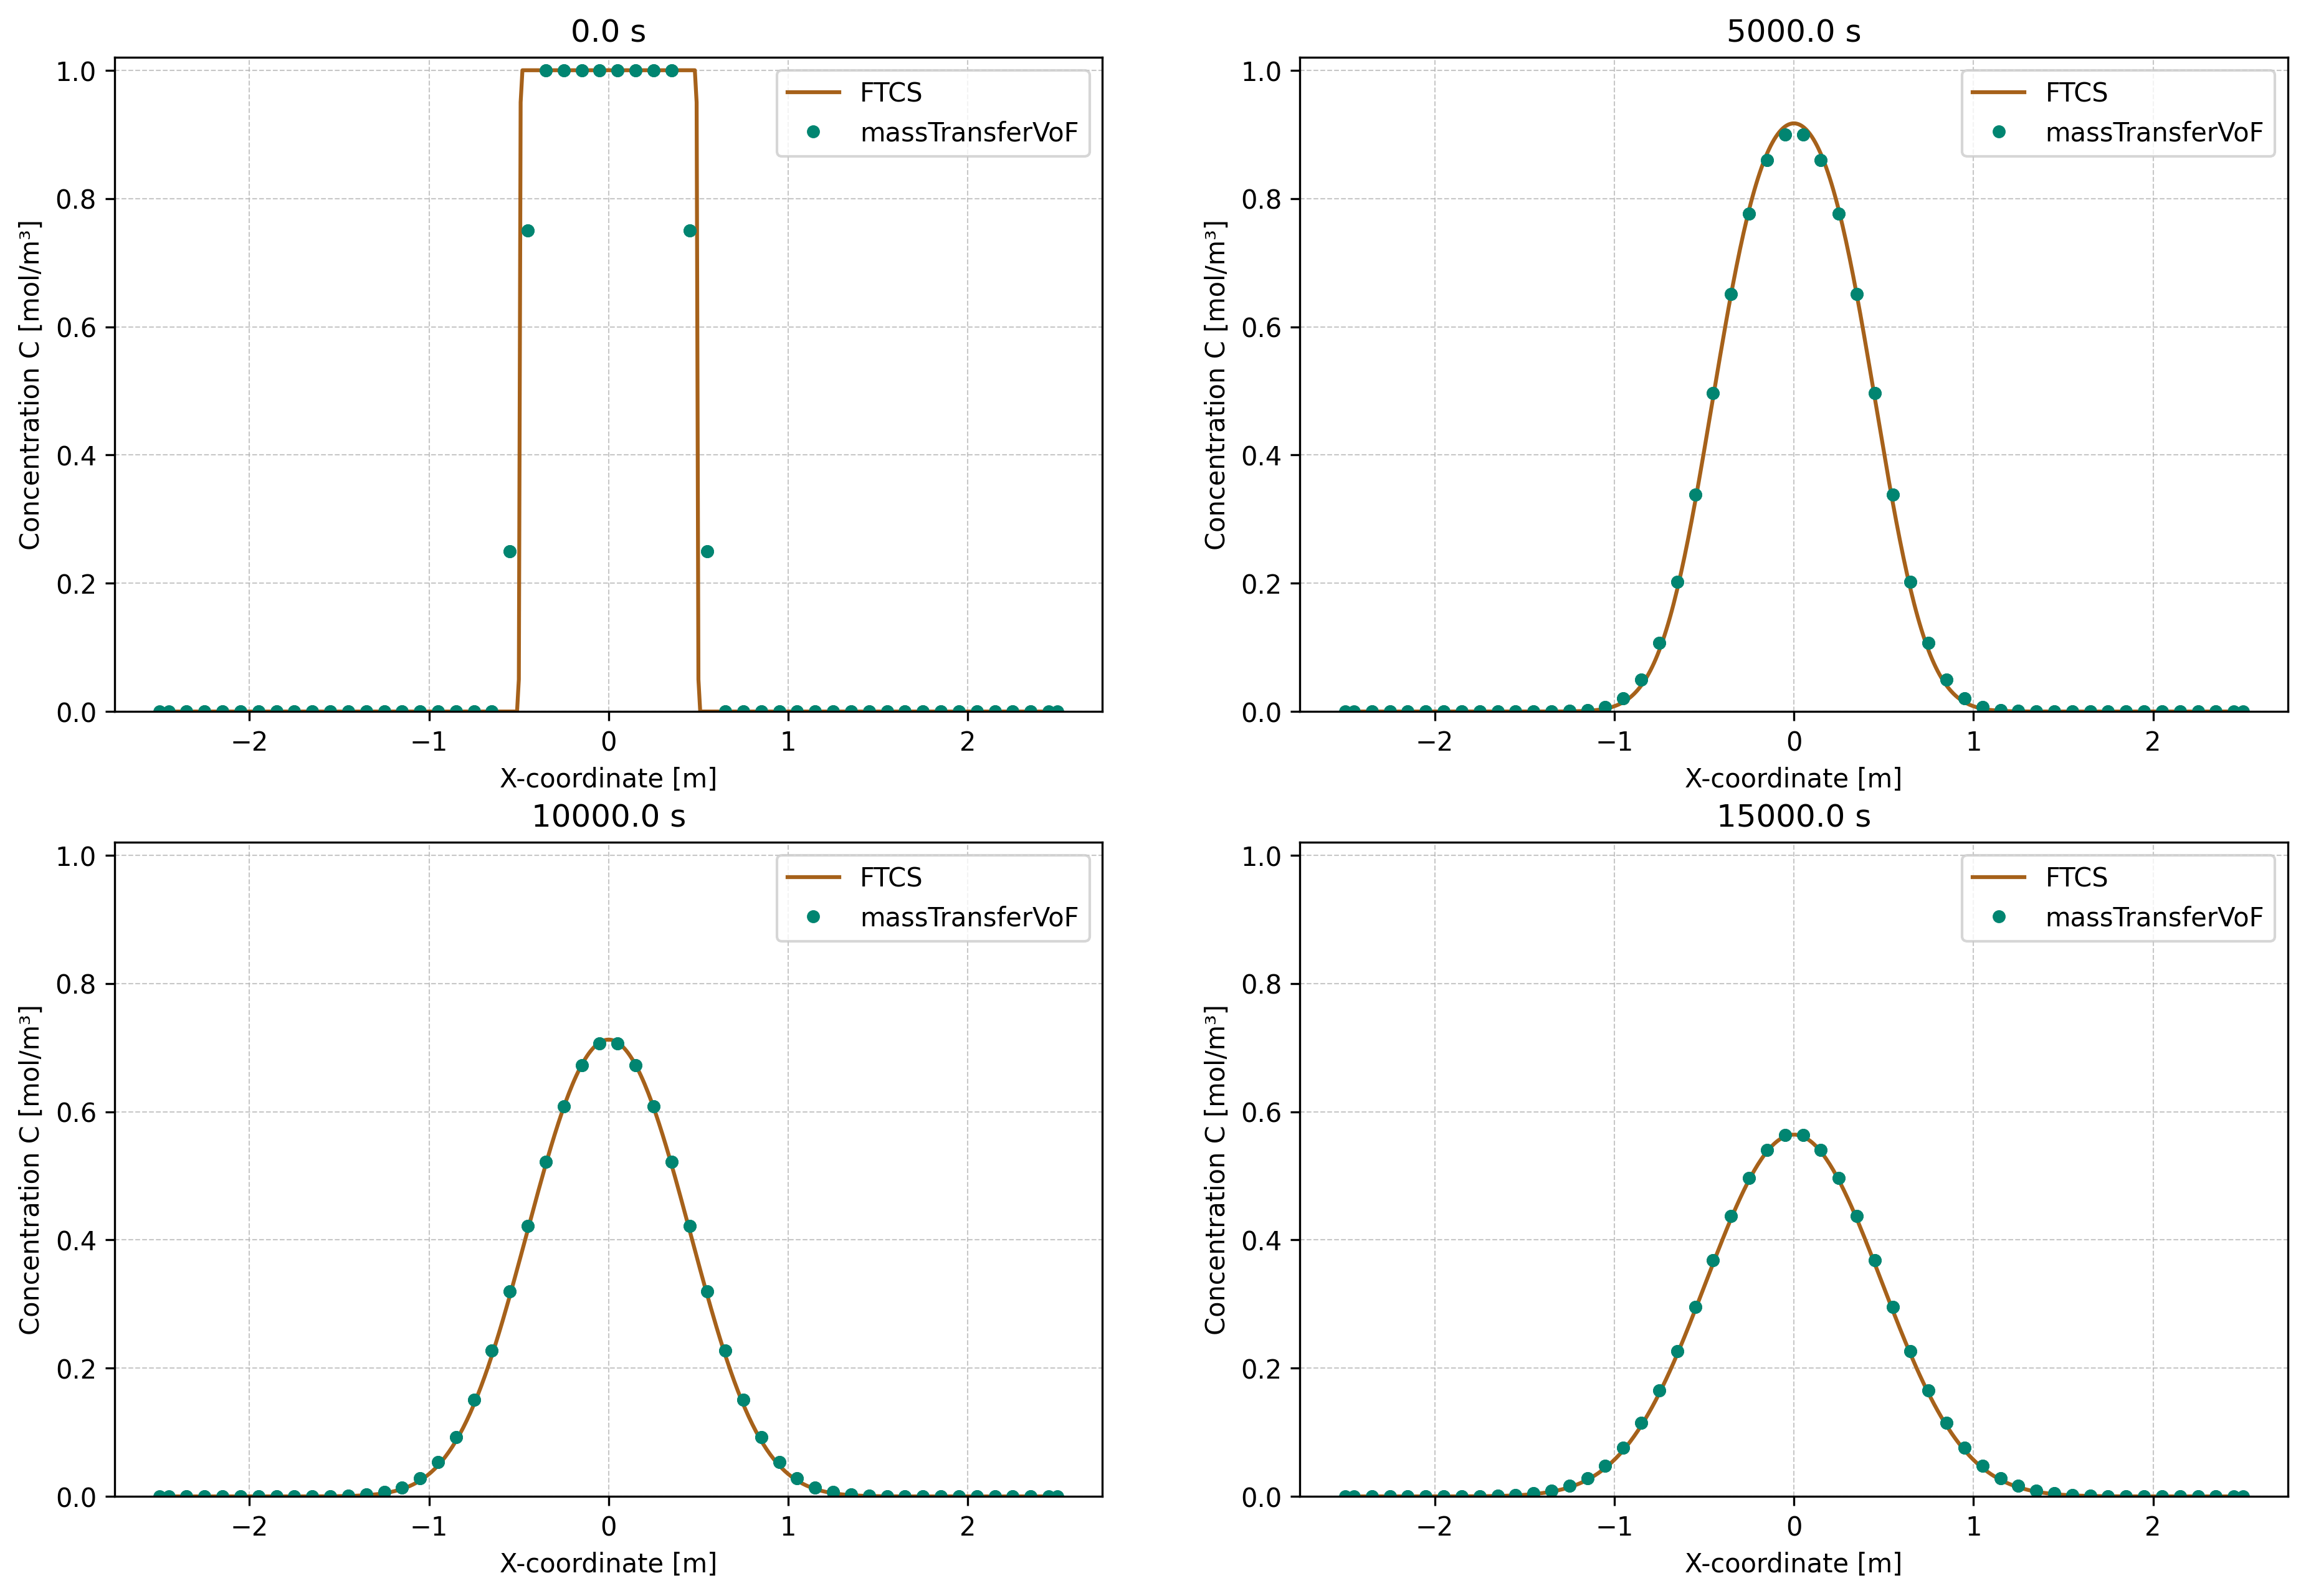 0.0 s
Concentration C [mol/m³]
1.0
0.8
0.6
0.4
0.2
0.0
FTCS
massTransferVoF
−2 −1 0 1 2
X-coordinate [m]
5000.0 s
Concentration C [mol/m³]
1.0
0.8
0.6
0.4
0.2
0.0
FTCS
massTransferVoF
−2 −1 0 1 2
X-coordinate [m]
10000.0 s
Concentration C [mol/m³]
1.0
0.8
0.6
0.4
0.2
0.0
FTCS
massTransferVoF
−2 −1 0 1 2
X-coordinate [m]
15000.0 s
Concentration C [mol/m³]
1.0
0.8
0.6
0.4
0.2
0.0
FTCS
massTransferVoF
−2 −1 0 1 2
X-coordinate [m]